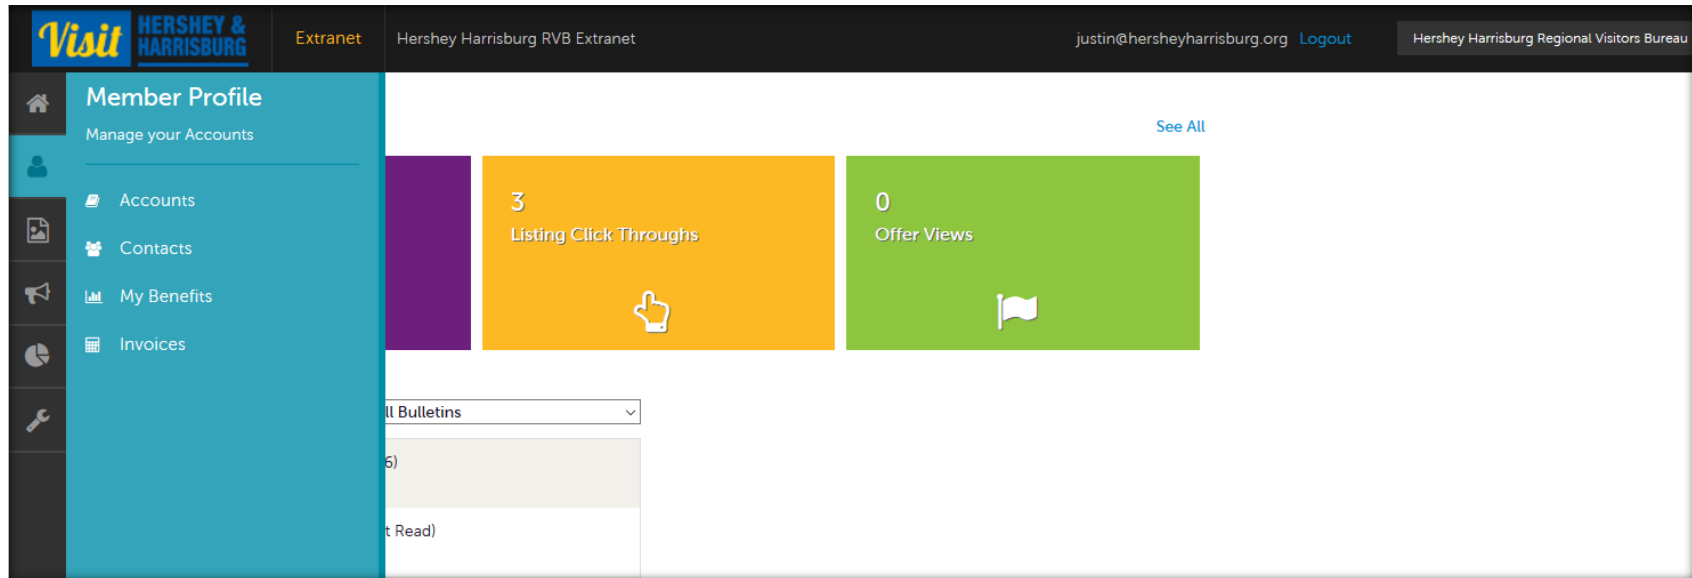 Visit HERSHEY &
HARRISBURG
Extranet
Hershey Harrisburg RVB Extranet
justin@hersheyharrisburg.org Logout
Hershey Harrisburg Regional Visitors Bureau
Member Profile
Manage your Accounts
Accounts
Contacts
My Benefits
Invoices
See All
3
Listing Click Throughs
0
Offer Views
ll Bulletins
6)
t Read)